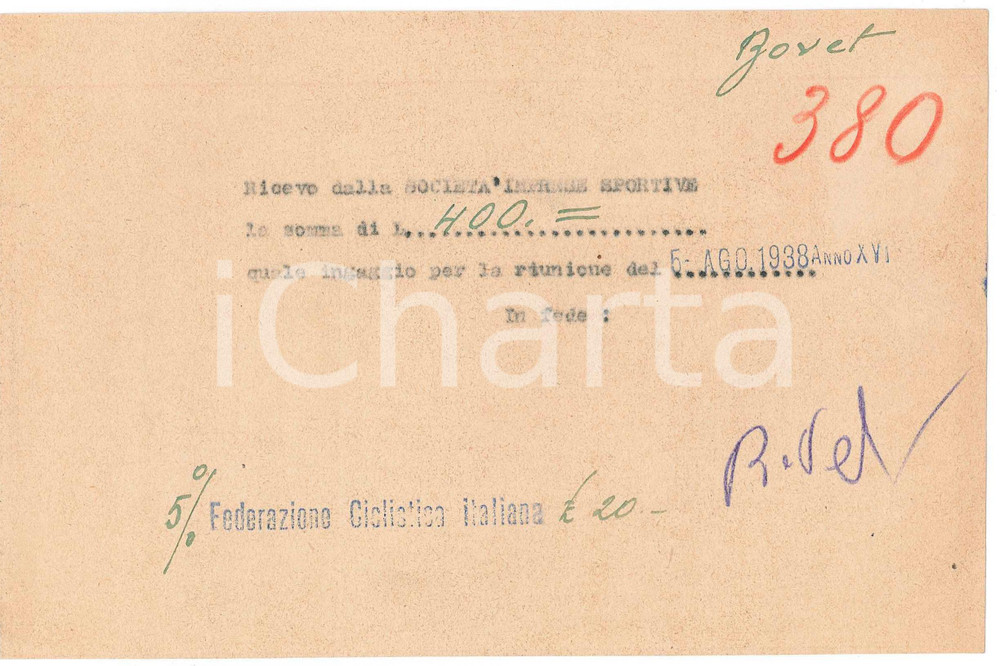 Bovet
380
Ricevo dalla SOCIETA' IMPRESE SPORTIVE
la somma di L. 400.=
quale ingaggio per la riunione del 5- AGO. 1938 ANNO XVI
In fede :
iCharta
5% Federazione Ciclistica italiana £ 20.-